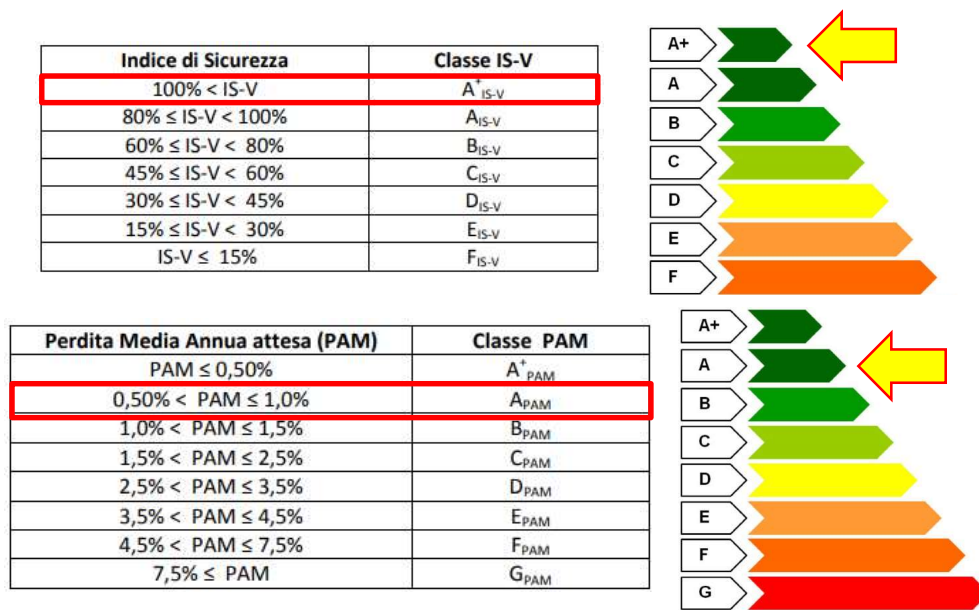 Indice di Sicurezza Classe IS-V
100% < IS-V A⁺IS-V
80% ≤ IS-V < 100% AIS-V
60% ≤ IS-V < 80% BIS-V
45% ≤ IS-V < 60% CIS-V
30% ≤ IS-V < 45% DIS-V
15% ≤ IS-V < 30% EIS-V
IS-V ≤ 15% FIS-V
A+
A
B
C
D
E
F
Perdita Media Annua attesa (PAM) Classe PAM
PAM ≤ 0,50% A⁺PAM
0,50% < PAM ≤ 1,0% APAM
1,0% < PAM ≤ 1,5% BPAM
1,5% < PAM ≤ 2,5% CPAM
2,5% < PAM ≤ 3,5% DPAM
3,5% < PAM ≤ 4,5% EPAM
4,5% < PAM ≤ 7,5% FPAM
7,5% ≤ PAM GPAM
A+
A
B
C
D
E
F
G